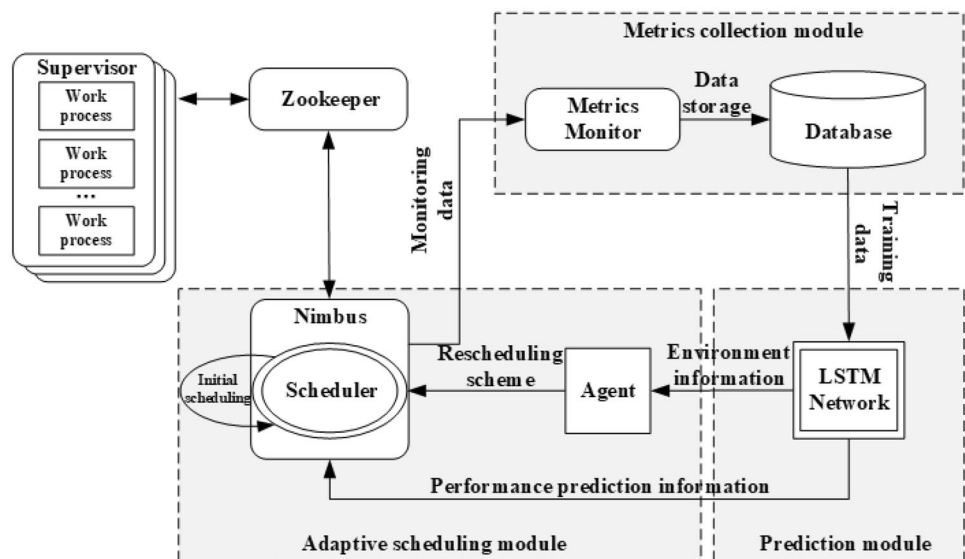 Supervisor
Work
process
Work
process
...
Work
process
Zookeeper
Metrics collection module
Metrics
Monitor
Data
storage
Database
Monitoring
data
Training
data
Nimbus
Initial
scheduling
Scheduler
Rescheduling
scheme
Agent
Environment
information
LSTM
Network
Performance prediction information
Adaptive scheduling module
Prediction module